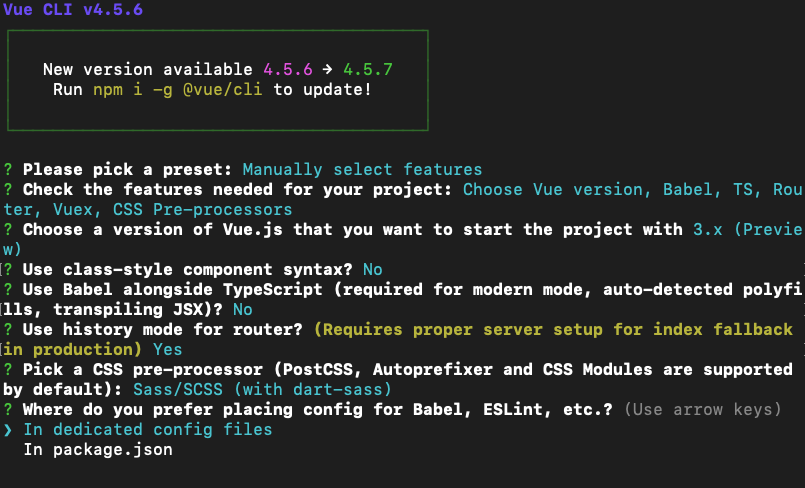 Vue CLI v4.5.6
New version available 4.5.6 → 4.5.7
Run npm i -g @vue/cli to update!
? Please pick a preset: Manually select features
? Check the features needed for your project: Choose Vue version, Babel, TS, Rou
ter, Vuex, CSS Pre-processors
? Choose a version of Vue.js that you want to start the project with 3.x (Previe
w)
? Use class-style component syntax? No
? Use Babel alongside TypeScript (required for modern mode, auto-detected polyfi
lls, transpiling JSX)? No
? Use history mode for router? (Requires proper server setup for index fallback
in production) Yes
? Pick a CSS pre-processor (PostCSS, Autoprefixer and CSS Modules are supported
by default): Sass/SCSS (with dart-sass)
? Where do you prefer placing config for Babel, ESLint, etc.? (Use arrow keys)
❯ In dedicated config files
In package.json